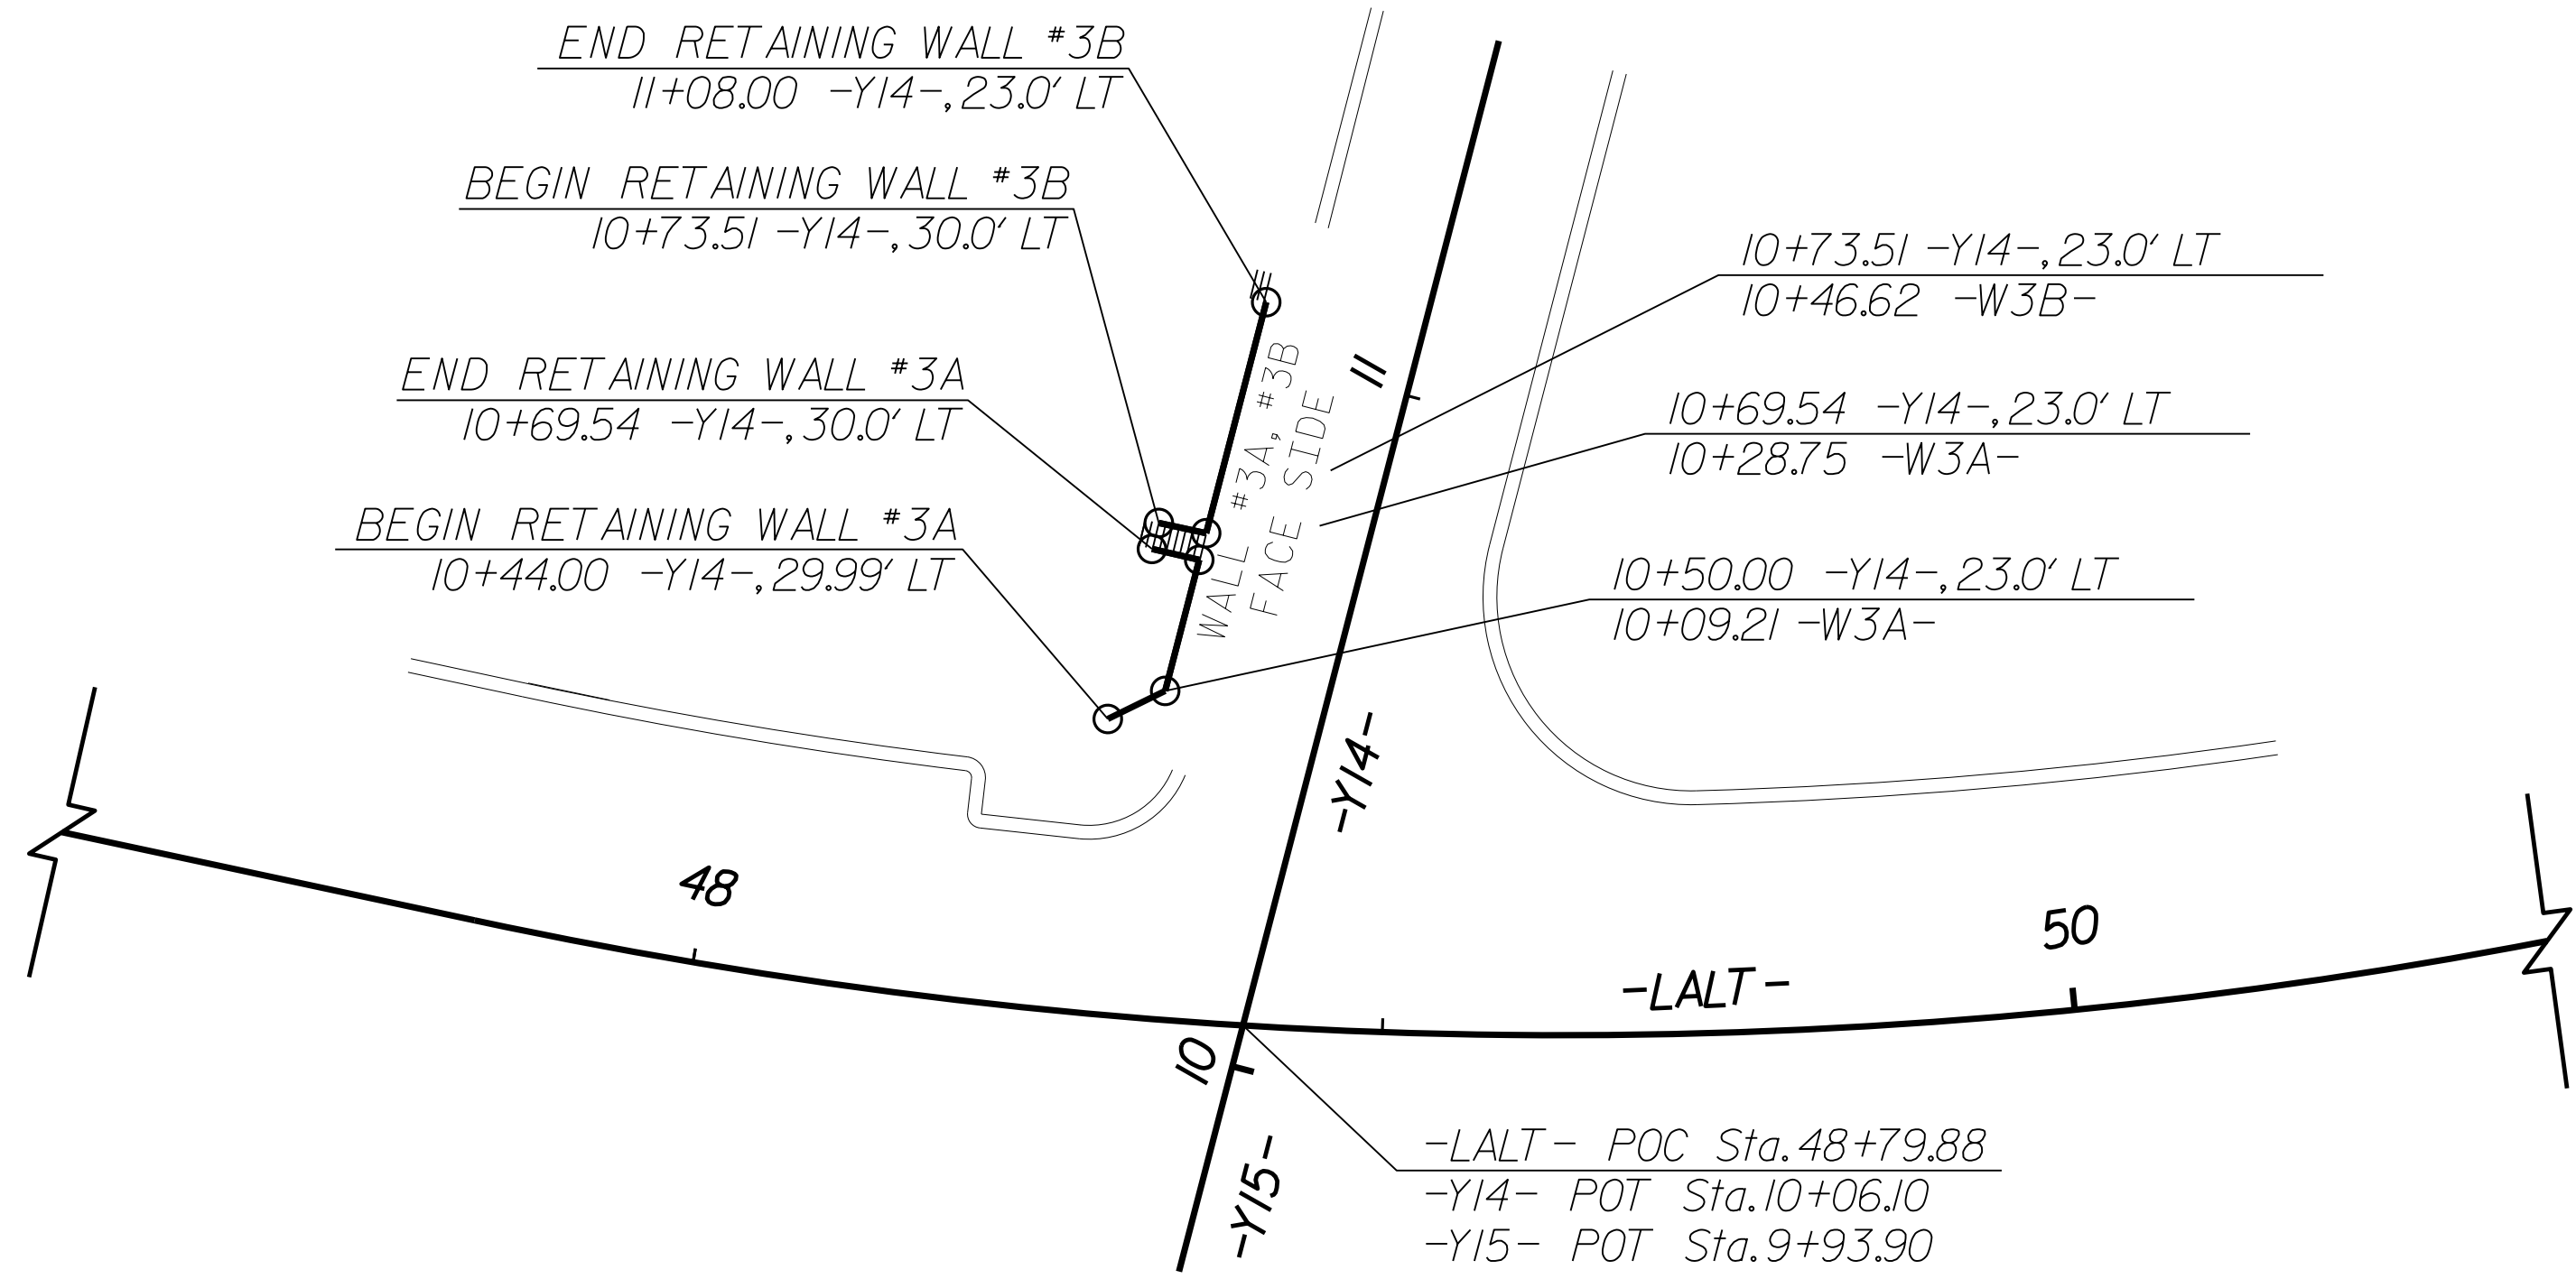 END RETAINING WALL #3B
11+08.00 -Y14-, 23.0' LT
BEGIN RETAINING WALL #3B
10+73.51 -Y14-, 30.0' LT
END RETAINING WALL #3A
10+69.54 -Y14-, 30.0' LT
BEGIN RETAINING WALL #3A
10+44.00 -Y14-, 29.99' LT
10+73.51 -Y14-, 23.0' LT
10+46.62 -W3B-
10+69.54 -Y14-, 23.0' LT
10+28.75 -W3A-
10+50.00 -Y14-, 23.0' LT
10+09.21 -W3A-
WALL #3A, #3B
FACE SIDE
11
-Y14-
48
50
-LALT-
10
-Y15-
-LALT- POC Sta. 48+79.88
-Y14- POT Sta. 10+06.10
-Y15- POT Sta. 9+93.90